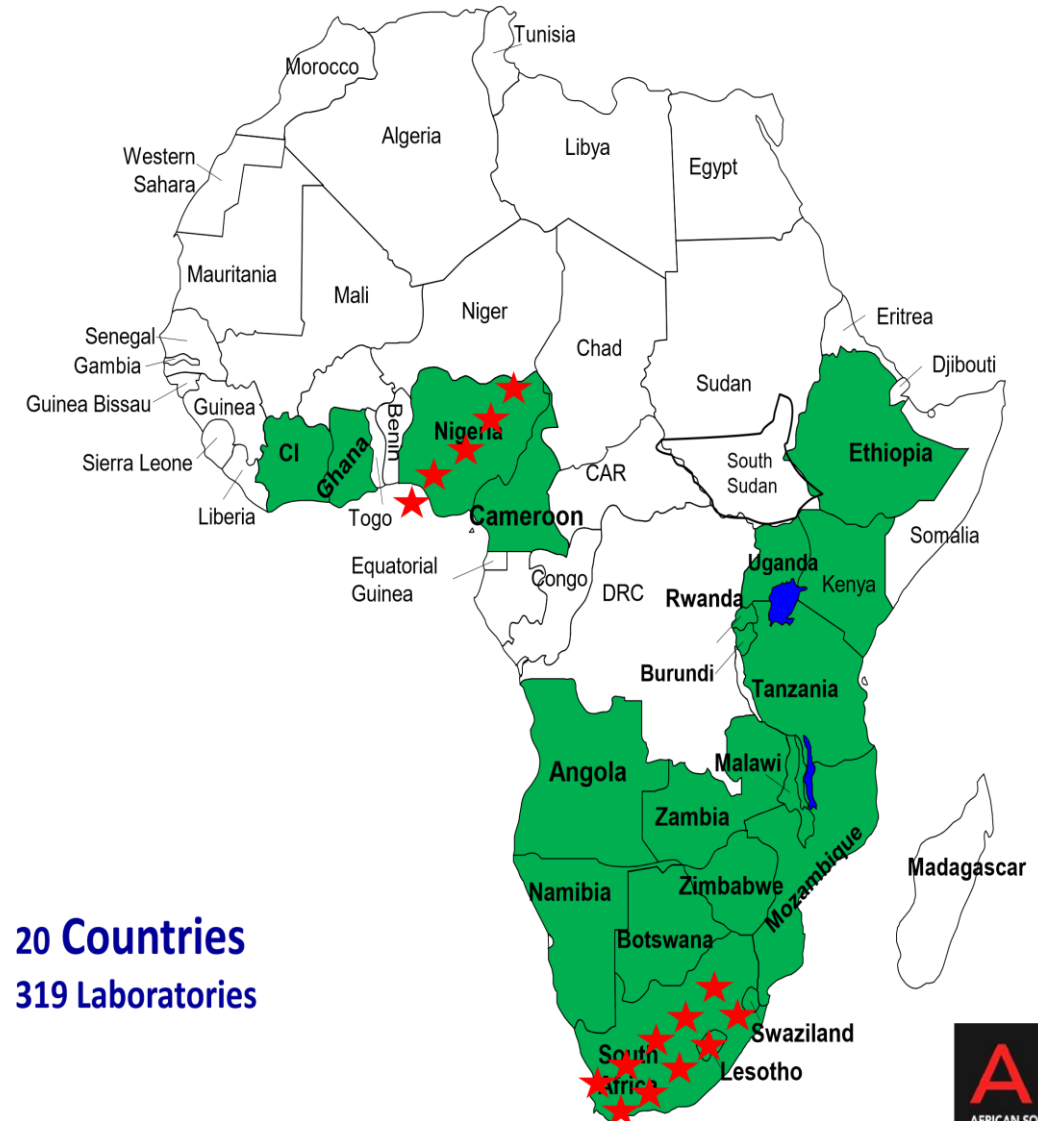 Tunisia
Morocco
Algeria
Libya
Egypt
Western
Sahara
Mauritania
Mali
Niger
Chad
Sudan
Eritrea
Djibouti
Senegal
Gambia
Guinea Bissau
Guinea
Sierra Leone
Liberia
CI
Ghana
Togo
Benin
Nigeria
Cameroon
CAR
South
Sudan
Ethiopia
Somalia
Equatorial
Guinea
Congo
DRC
Uganda
Kenya
Rwanda
Burundi
Tanzania
Angola
Malawi
Zambia
Mozambique
Madagascar
Namibia
Zimbabwe
Botswana
20 Countries
319 Laboratories
Swaziland
South
Africa
Lesotho
A
AFRICAN SO